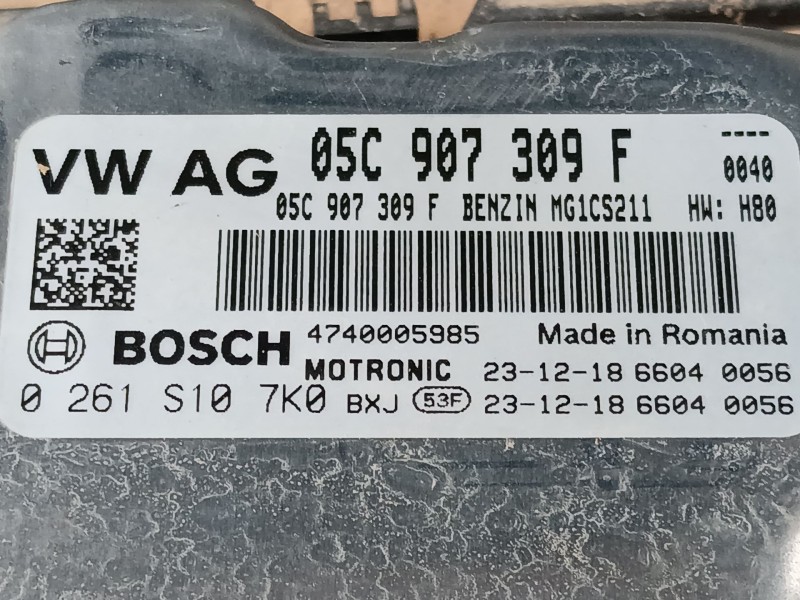 VW AG 05C 907 309 F ----
0040
05C 907 309 F BENZIN MG1CS211 HW: H80
BOSCH 4740005985 Made in Romania
MOTRONIC 23-12-18 6604 0056
0 261 S10 7K0 BXJ 53F 23-12-18 6604 0056